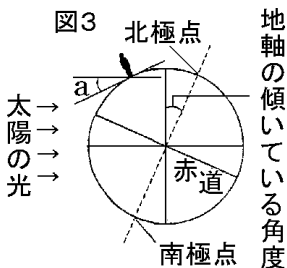 図3
北極点
a
太陽の光
→
→
→
→
赤道
南極点
地軸の傾いている角度